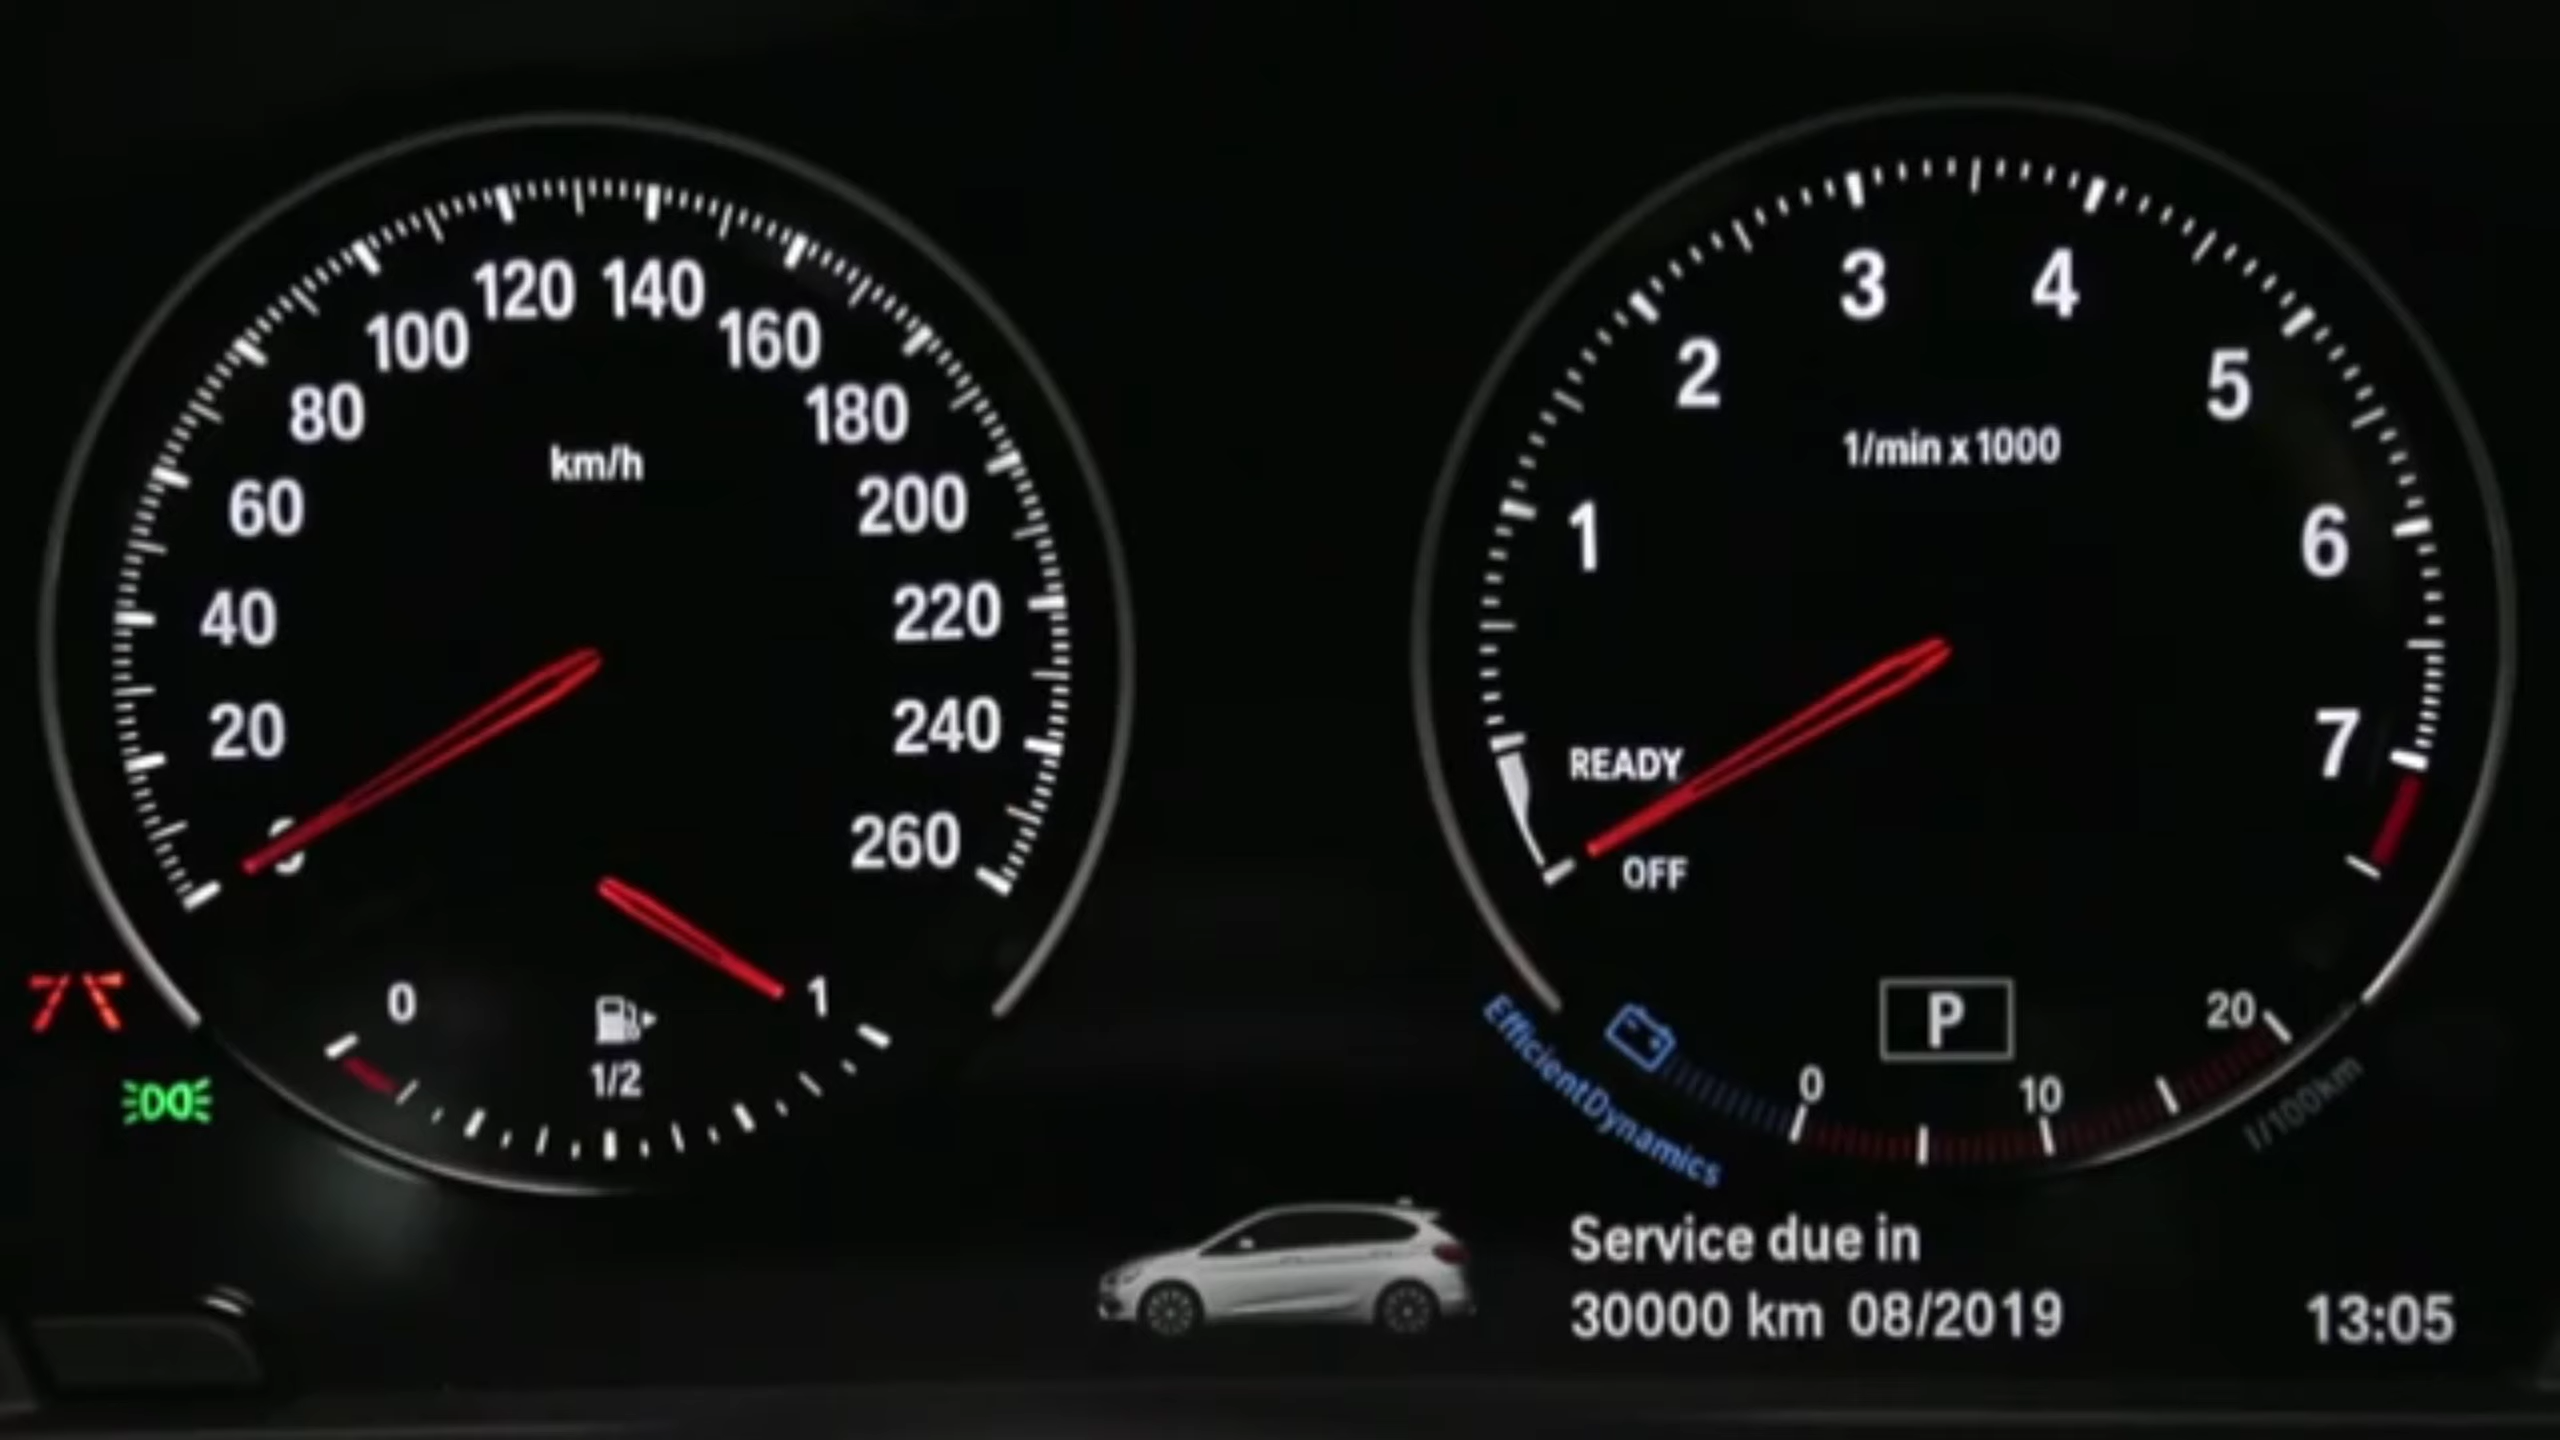 120 140
100 160
80 180
60 200
40 220
20 240
0 260
km/h
0 1
1/2
3 4
2 5
1/min x 1000
1 6
READY 7
OFF
P
0 10 20
EfficientDynamics
l/100km
Service due in
30000 km 08/2019
13:05